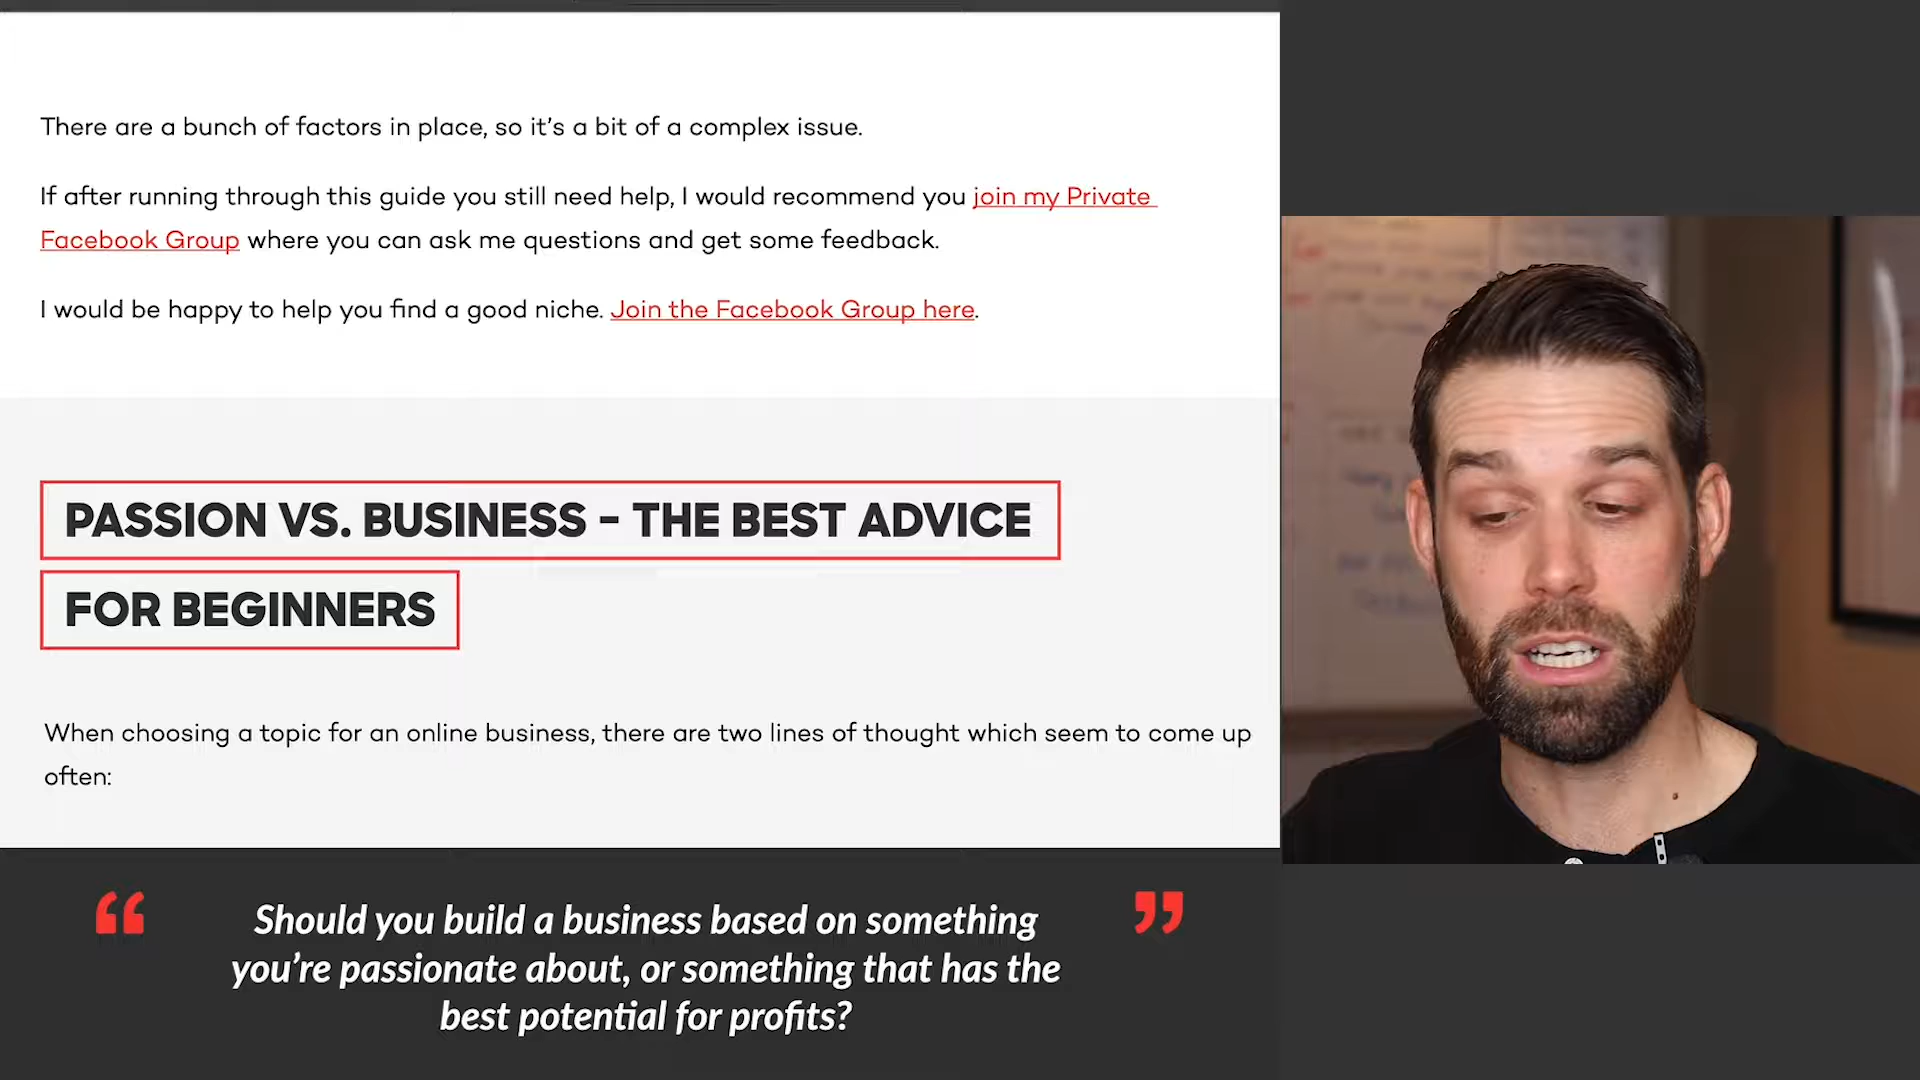 There are a bunch of factors in place, so it’s a bit of a complex issue.
If after running through this guide you still need help, I would recommend you join my Private
Facebook Group where you can ask me questions and get some feedback.
I would be happy to help you find a good niche. Join the Facebook Group here.
PASSION VS. BUSINESS - THE BEST ADVICE
FOR BEGINNERS
When choosing a topic for an online business, there are two lines of thought which seem to come up
often:
“ Should you build a business based on something ”
you’re passionate about, or something that has the
best potential for profits?